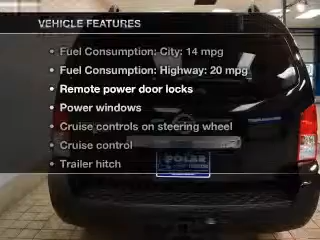 VEHICLE FEATURES
• Fuel Consumption: City: 14 mpg
• Fuel Consumption: Highway: 20 mpg
• Remote power door locks
• Power windows
• Cruise controls on steering wheel
• Cruise control
• Trailer hitch
POLAR